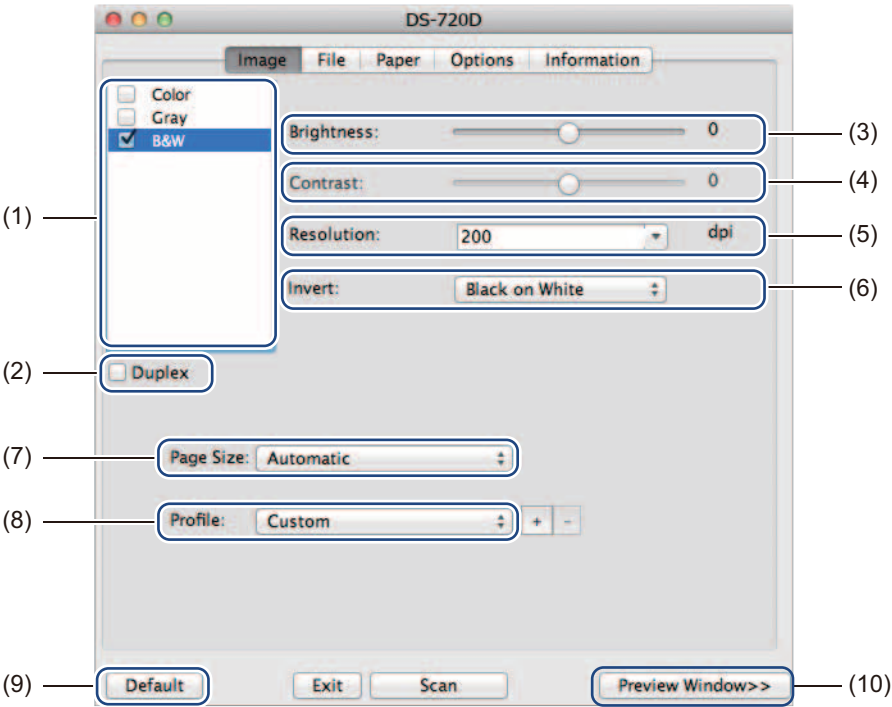 DS-720D
Image File Paper Options Information
Color
Gray
B&W
Brightness: 0 (3)
Contrast: 0 (4)
(1)
Resolution: 200 dpi (5)
Invert: Black on White (6)
(2) Duplex
(7) Page Size: Automatic
(8) Profile: Custom + -
(9) Default Exit Scan Preview Window>> (10)